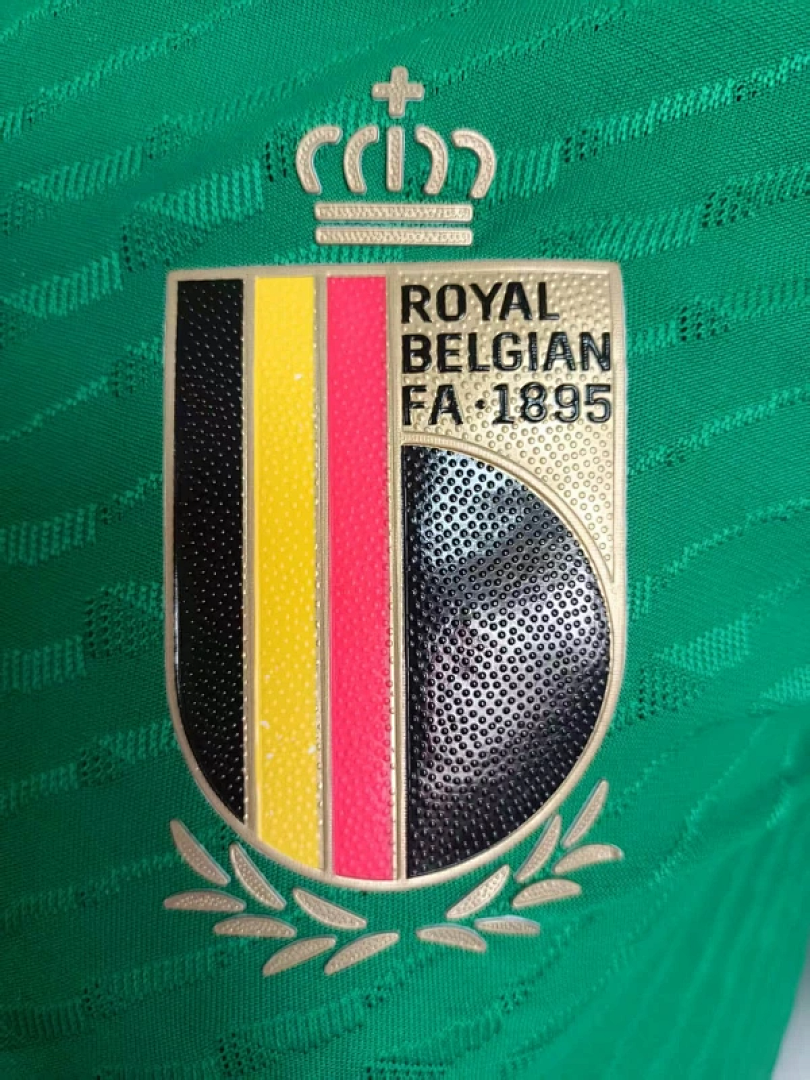 ROYAL
BELGIAN
FA · 1895